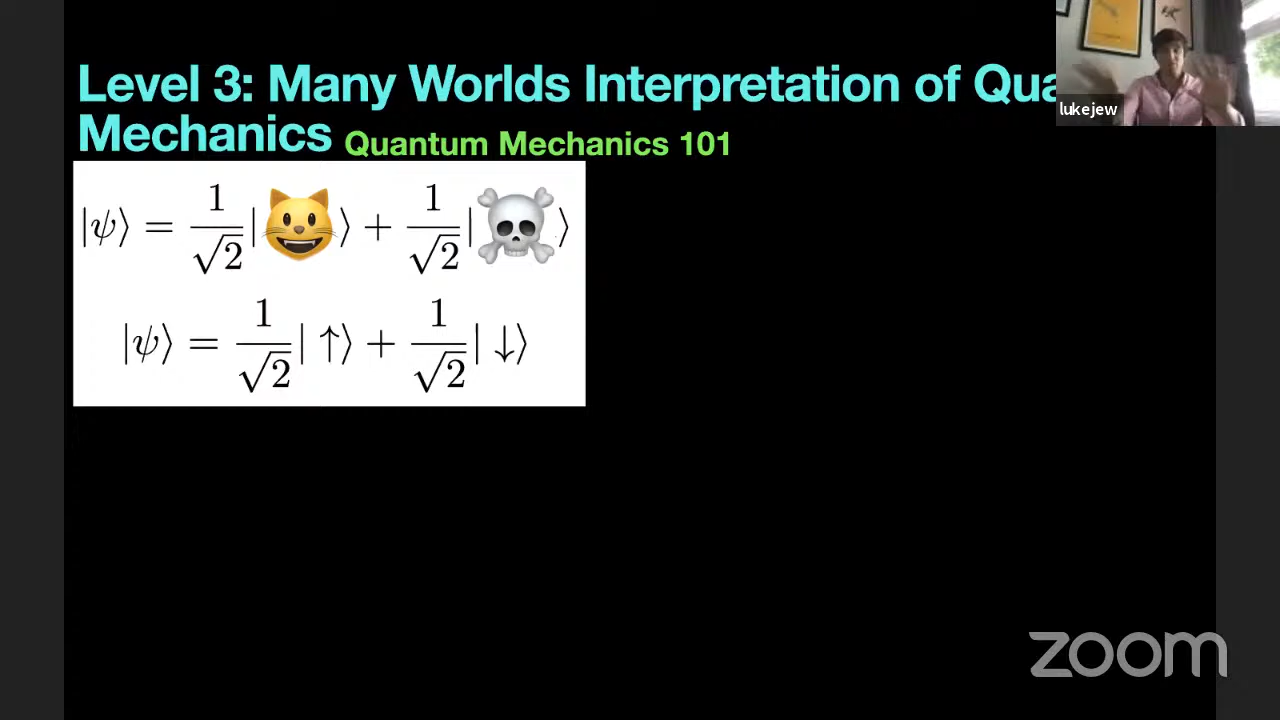 Level 3: Many Worlds Interpretation of Qua
Mechanics Quantum Mechanics 101
lukejew
|ψ⟩ = 1/√2 |😺⟩ + 1/√2 |☠️⟩
|ψ⟩ = 1/√2 |↑⟩ + 1/√2 |↓⟩
zoom